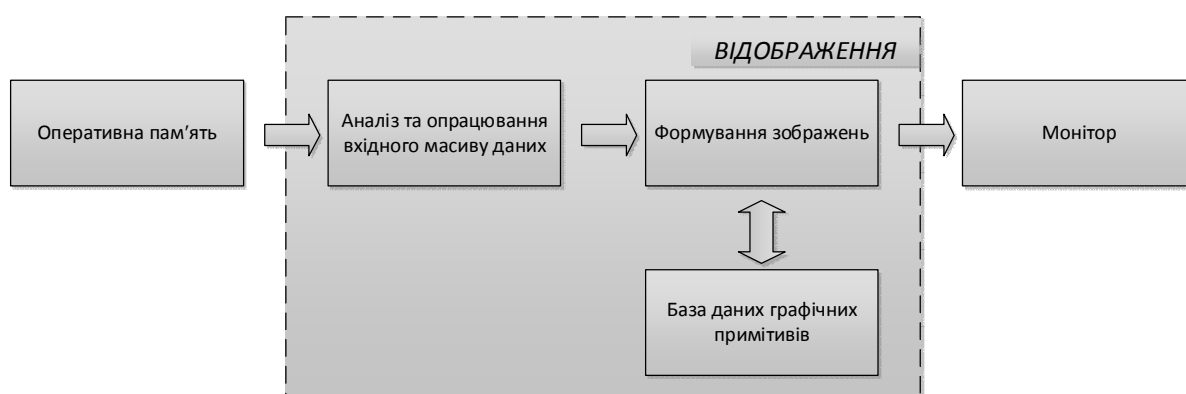 ВІДОБРАЖЕННЯ
Оперативна пам’ять
Аналіз та опрацювання
вхідного масиву даних
Формування зображень
Монітор
База даних графічних
примітивів